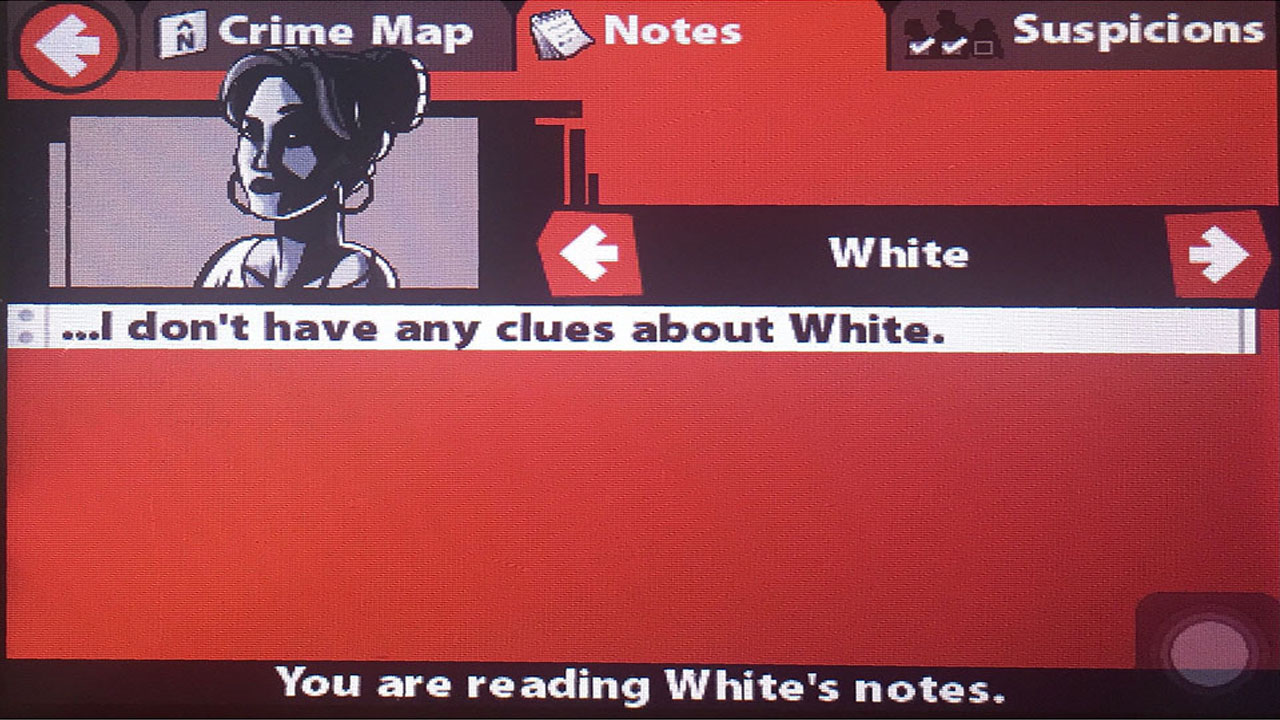 Crime Map
Notes
Suspicions
White
...I don't have any clues about White.
You are reading White's notes.